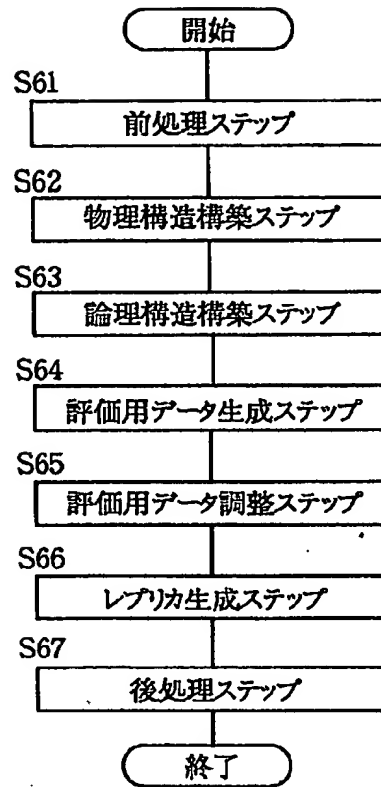 開始
S61
前処理ステップ
S62
物理構造構築ステップ
S63
論理構造構築ステップ
S64
評価用データ生成ステップ
S65
評価用データ調整ステップ
S66
レプリカ生成ステップ
S67
後処理ステップ
終了